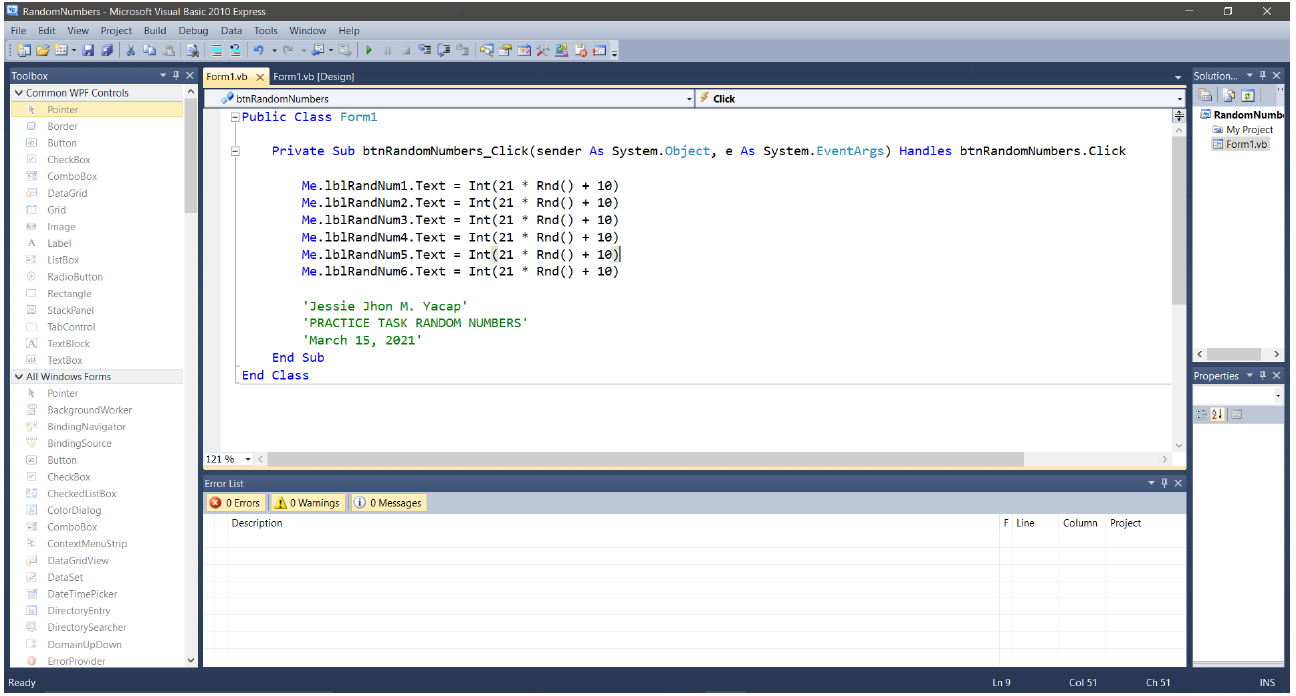 RandomNumbers - Microsoft Visual Basic 2010 Express
File Edit View Project Build Debug Data Tools Window Help
Toolbox
Common WPF Controls
Pointer
Border
Button
CheckBox
ComboBox
DataGrid
Grid
Image
Label
ListBox
RadioButton
Rectangle
StackPanel
TabControl
TextBlock
TextBox
All Windows Forms
Pointer
BackgroundWorker
BindingNavigator
BindingSource
Button
CheckBox
CheckedListBox
ColorDialog
ComboBox
ContextMenuStrip
DataGridView
DataSet
DateTimePicker
DirectoryEntry
DirectorySearcher
DomainUpDown
ErrorProvider
Form1.vb Form1.vb [Design]
btnRandomNumbers Click
Public Class Form1
Private Sub btnRandomNumbers_Click(sender As System.Object, e As System.EventArgs) Handles btnRandomNumbers.Click
Me.lblRandNum1.Text = Int(21 * Rnd() + 10)
Me.lblRandNum2.Text = Int(21 * Rnd() + 10)
Me.lblRandNum3.Text = Int(21 * Rnd() + 10)
Me.lblRandNum4.Text = Int(21 * Rnd() + 10)
Me.lblRandNum5.Text = Int(21 * Rnd() + 10)
Me.lblRandNum6.Text = Int(21 * Rnd() + 10)
'Jessie Jhon M. Yacap'
'PRACTICE TASK RANDOM NUMBERS'
'March 15, 2021'
End Sub
End Class
121 %
Error List
0 Errors 0 Warnings 0 Messages
Description F Line Column Project
Solution...
RandomNumb
My Project
Form1.vb
Properties
Ready Ln 9 Col 51 Ch 51 INS